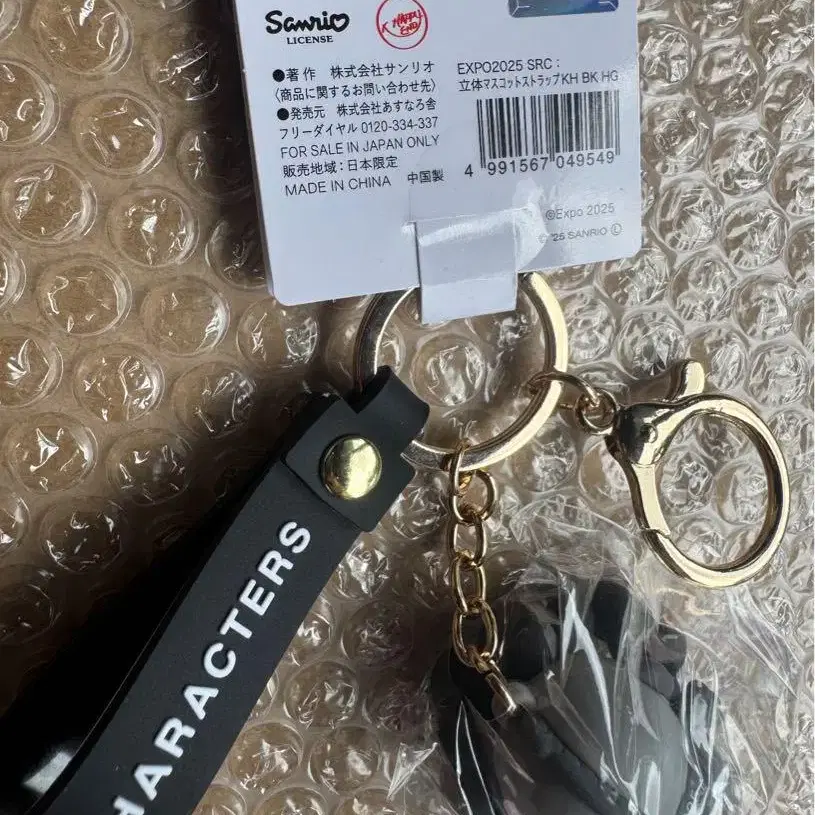 Sanrio
LICENSE
K HAPPY END
●著作 株式会社サンリオ
〈商品に関するお問い合わせ先〉
●発売元 株式会社あすなろ舎
フリーダイヤル 0120-334-337
FOR SALE IN JAPAN ONLY
販売地域：日本限定
MADE IN CHINA 中国製
EXPO2025 SRC :
立体マスコットストラップKH BK HG
4 991567 049549
©Expo 2025
© '25 SANRIO Ⓛ
HARACTERS